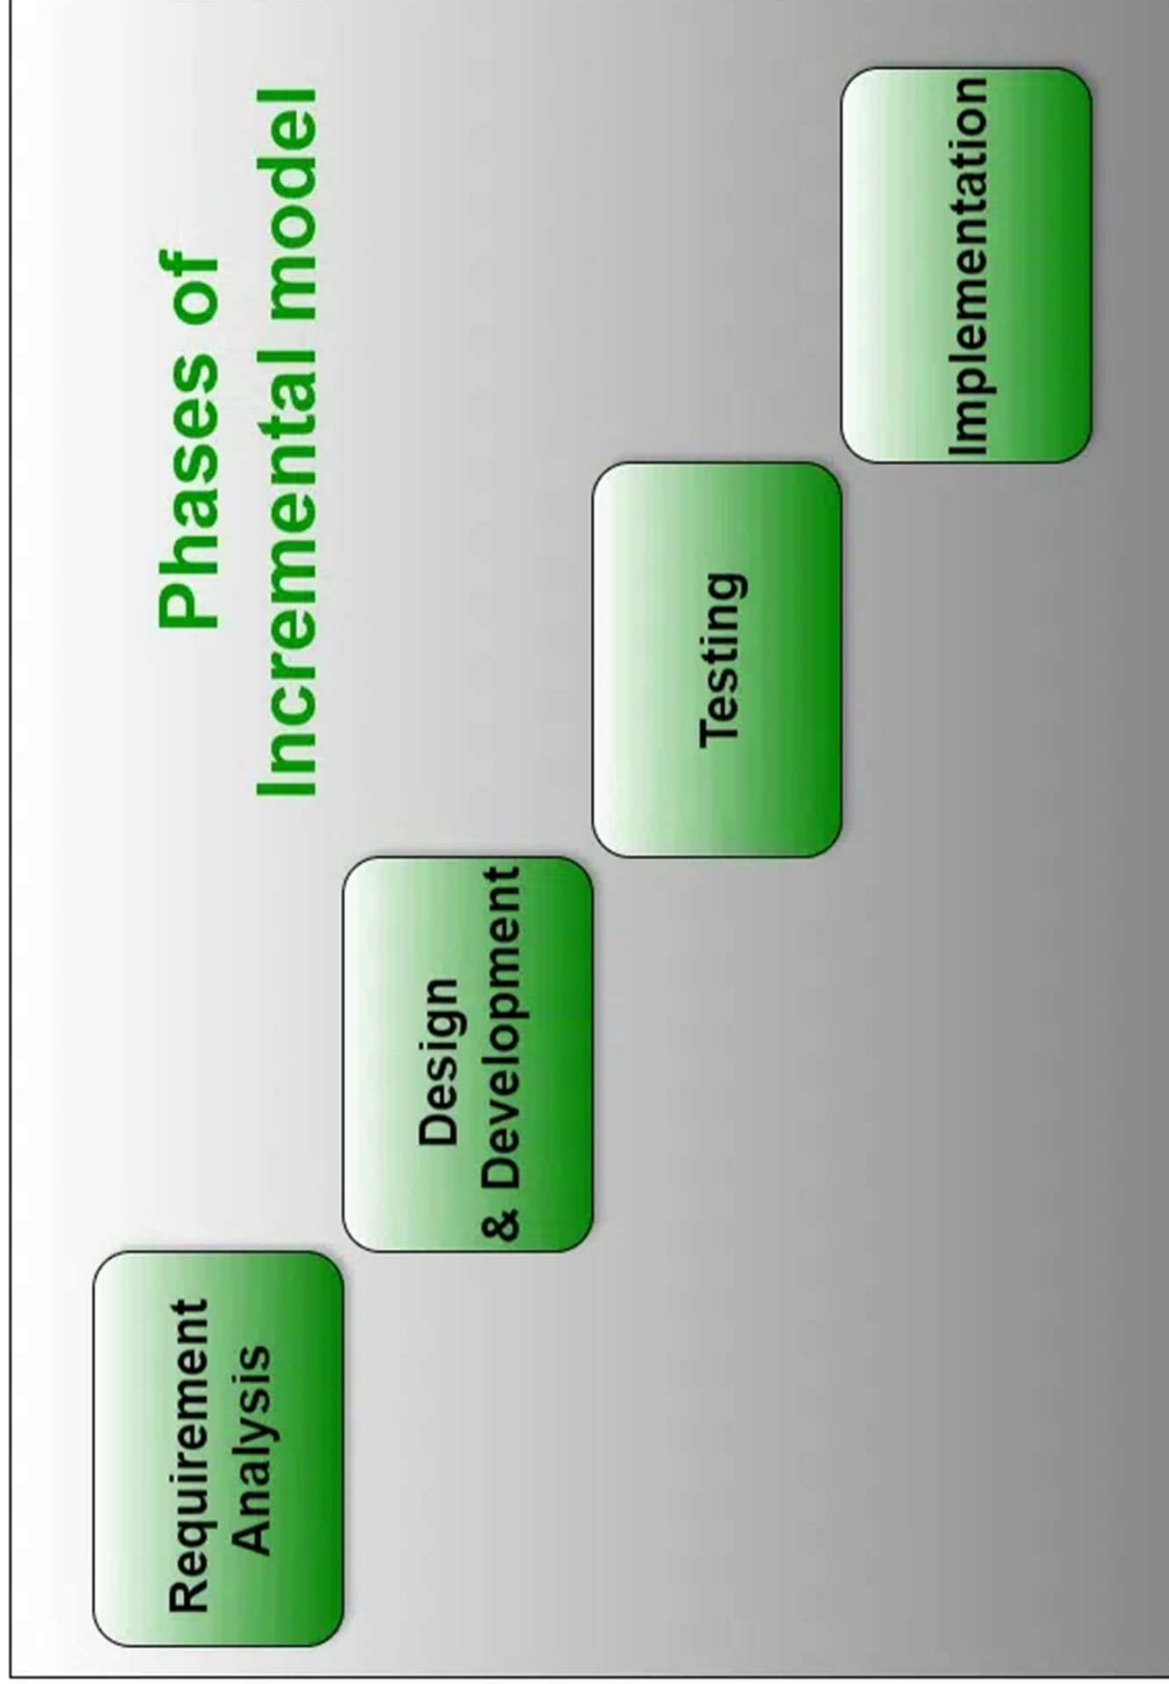 Phases of
Incremental model
Requirement
Analysis
Design
& Development
Testing
Implementation